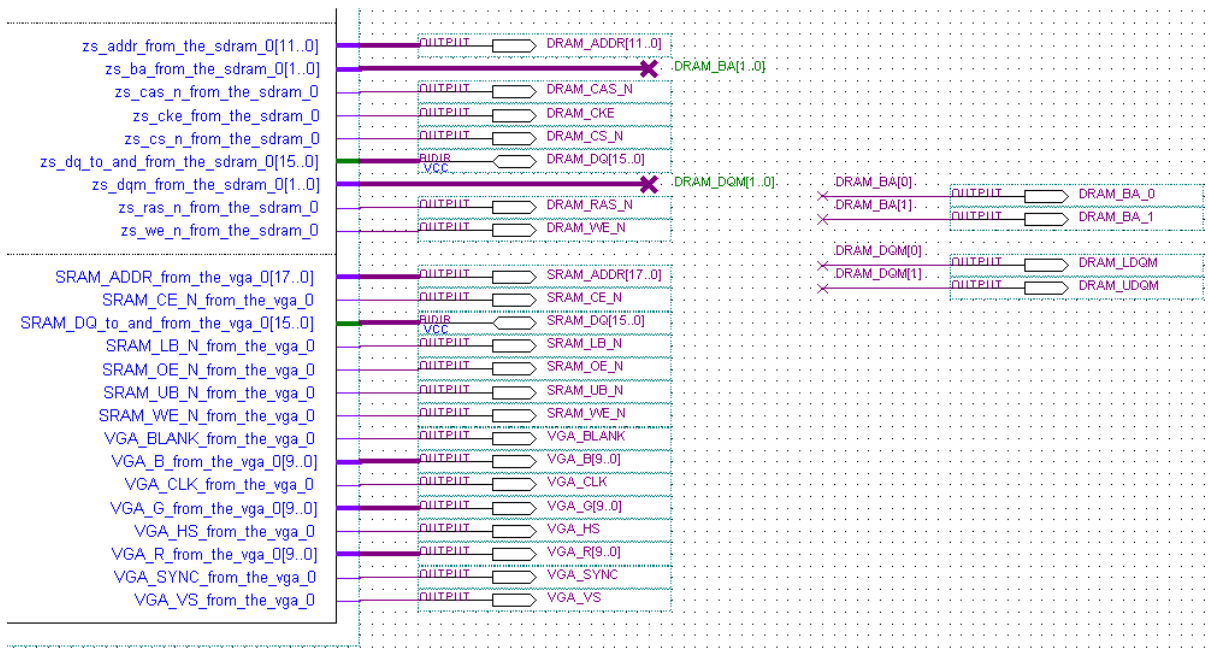 zs_addr_from_the_sdram_0[11..0] OUTPUT DRAM_ADDR[11..0]
zs_ba_from_the_sdram_0[1..0] DRAM_BA[1..0]
zs_cas_n_from_the_sdram_0 OUTPUT DRAM_CAS_N
zs_cke_from_the_sdram_0 OUTPUT DRAM_CKE
zs_cs_n_from_the_sdram_0 OUTPUT DRAM_CS_N
zs_dq_to_and_from_the_sdram_0[15..0] BIDIR DRAM_DQ[15..0]
VCC
zs_dqm_from_the_sdram_0[1..0] DRAM_DQM[1..0]
zs_ras_n_from_the_sdram_0 OUTPUT DRAM_RAS_N
zs_we_n_from_the_sdram_0 OUTPUT DRAM_WE_N
SRAM_ADDR_from_the_vga_0[17..0] OUTPUT SRAM_ADDR[17..0]
SRAM_CE_N_from_the_vga_0 OUTPUT SRAM_CE_N
SRAM_DQ_to_and_from_the_vga_0[15..0] BIDIR SRAM_DQ[15..0]
VCC
SRAM_LB_N_from_the_vga_0 OUTPUT SRAM_LB_N
SRAM_OE_N_from_the_vga_0 OUTPUT SRAM_OE_N
SRAM_UB_N_from_the_vga_0 OUTPUT SRAM_UB_N
SRAM_WE_N_from_the_vga_0 OUTPUT SRAM_WE_N
VGA_BLANK_from_the_vga_0 OUTPUT VGA_BLANK
VGA_B_from_the_vga_0[9..0] OUTPUT VGA_B[9..0]
VGA_CLK_from_the_vga_0 OUTPUT VGA_CLK
VGA_G_from_the_vga_0[9..0] OUTPUT VGA_G[9..0]
VGA_HS_from_the_vga_0 OUTPUT VGA_HS
VGA_R_from_the_vga_0[9..0] OUTPUT VGA_R[9..0]
VGA_SYNC_from_the_vga_0 OUTPUT VGA_SYNC
VGA_VS_from_the_vga_0 OUTPUT VGA_VS
DRAM_BA[0] OUTPUT DRAM_BA_0
DRAM_BA[1] OUTPUT DRAM_BA_1
DRAM_DQM[0] OUTPUT DRAM_LDQM
DRAM_DQM[1] OUTPUT DRAM_UDQM